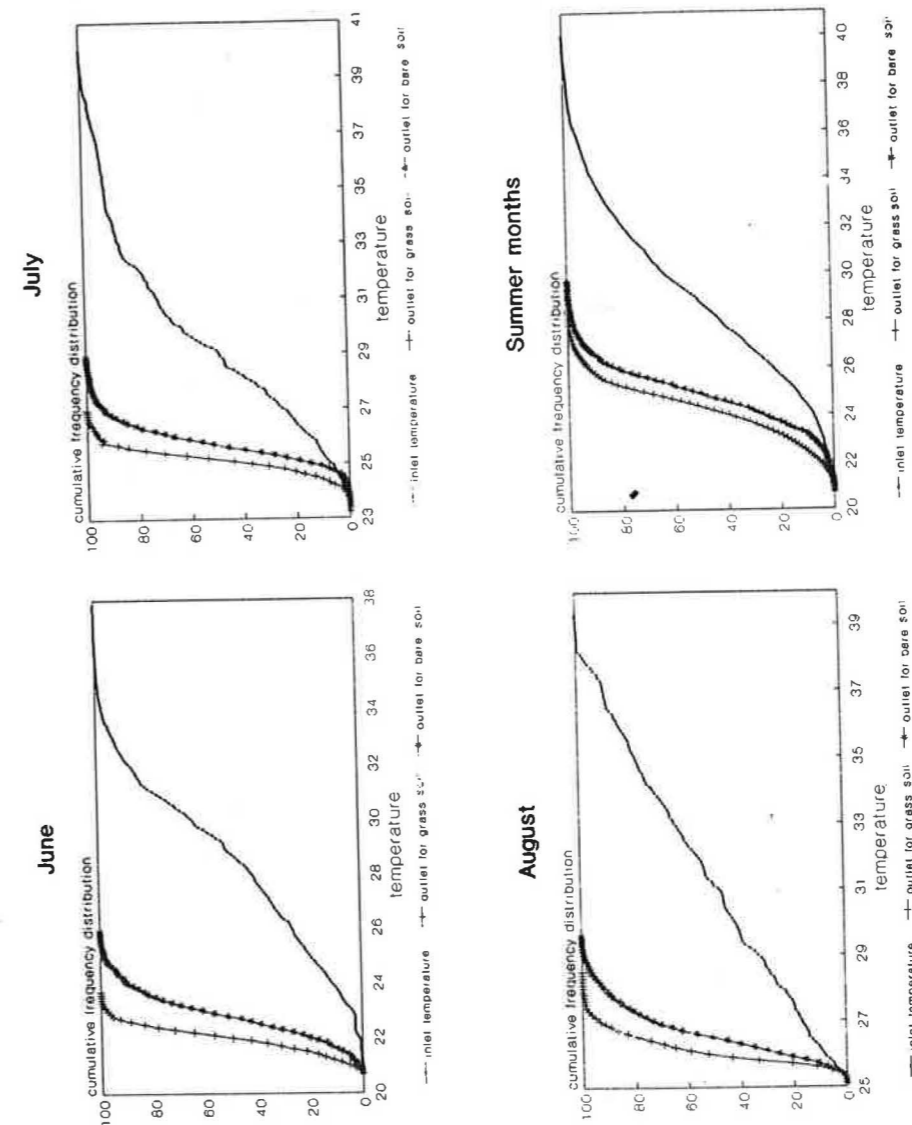 June
cumulative frequency distribution
100
80
60
40
20
0
20 22 24 26 28 30 32 34 36 38
temperature
inlet temperature outlet for grass outlet for bare soil
July
cumulative frequency distribution
100
80
60
40
20
0
23 25 27 29 31 33 35 37 39 41
temperature
inlet temperature outlet for grass soil outlet for bare soil
August
cumulative frequency distribution
100
80
60
40
20
0
25 27 29 31 33 35 37 39
temperature
inlet temperature outlet for grass soil outlet for bare soil
Summer months
cumulative frequency distribution
100
80
60
40
20
0
20 22 24 26 28 30 32 34 36 38 40
temperature
inlet temperature outlet for grass soil outlet for bare soil